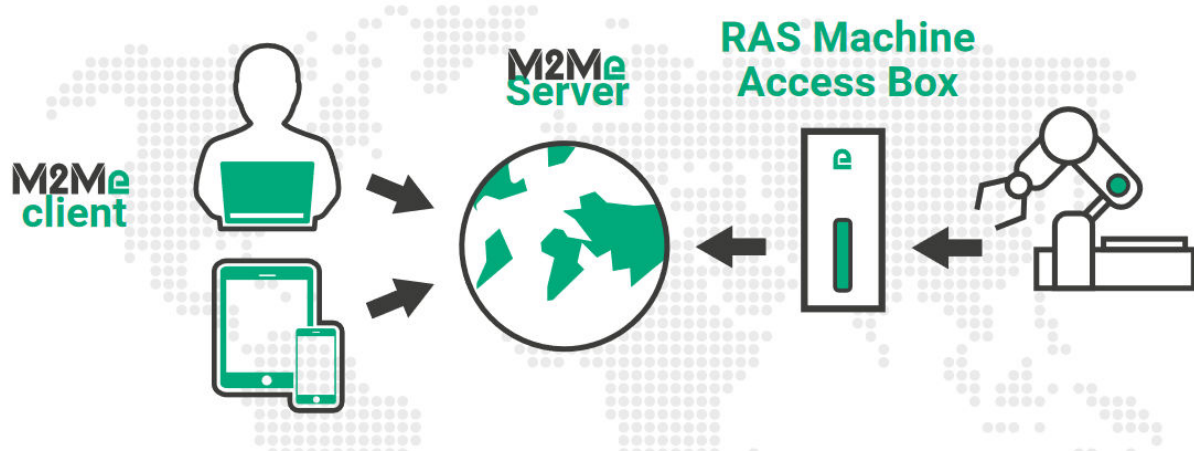 M2Me
client
M2Me
Server
RAS Machine
Access Box
e